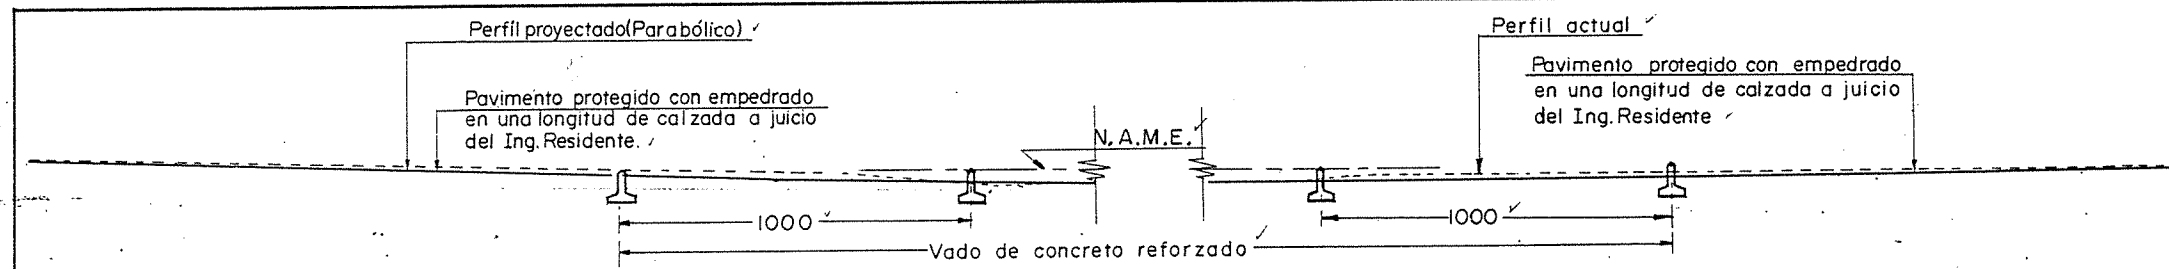 Perfil proyectado(Parabólico)
Perfil actual
Pavimento protegido con empedrado
en una longitud de calzada a juicio
del Ing. Residente.
Pavimento protegido con empedrado
en una longitud de calzada a juicio
del Ing. Residente
N. A. M. E.
1000
1000
Vado de concreto reforzado